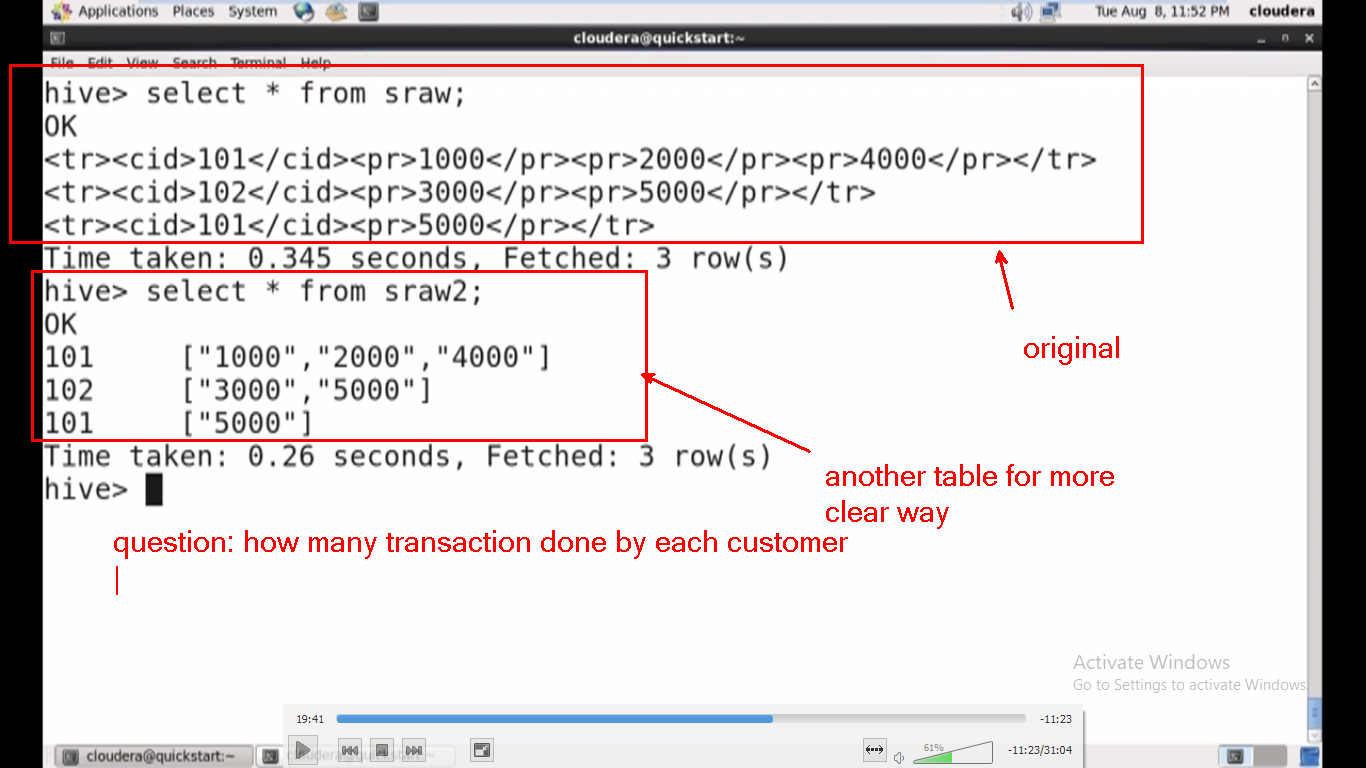 Applications Places System
Tue Aug 8, 11:52 PM cloudera
cloudera@quickstart:~
File Edit View Search Terminal Help
hive> select * from sraw;
OK
<tr><cid>101</cid><pr>1000</pr><pr>2000</pr><pr>4000</pr></tr>
<tr><cid>102</cid><pr>3000</pr><pr>5000</pr></tr>
<tr><cid>101</cid><pr>5000</pr></tr>
Time taken: 0.345 seconds, Fetched: 3 row(s)
hive> select * from sraw2;
OK
101 ["1000","2000","4000"]
102 ["3000","5000"]
101 ["5000"]
Time taken: 0.26 seconds, Fetched: 3 row(s)
hive>
original
another table for more
clear way
question: how many transaction done by each customer
Activate Windows
Go to Settings to activate Windows.
19:41
-11:23
61%
-11:23/31:04
cloudera@quickstart:~
cloudera@quickstart:~